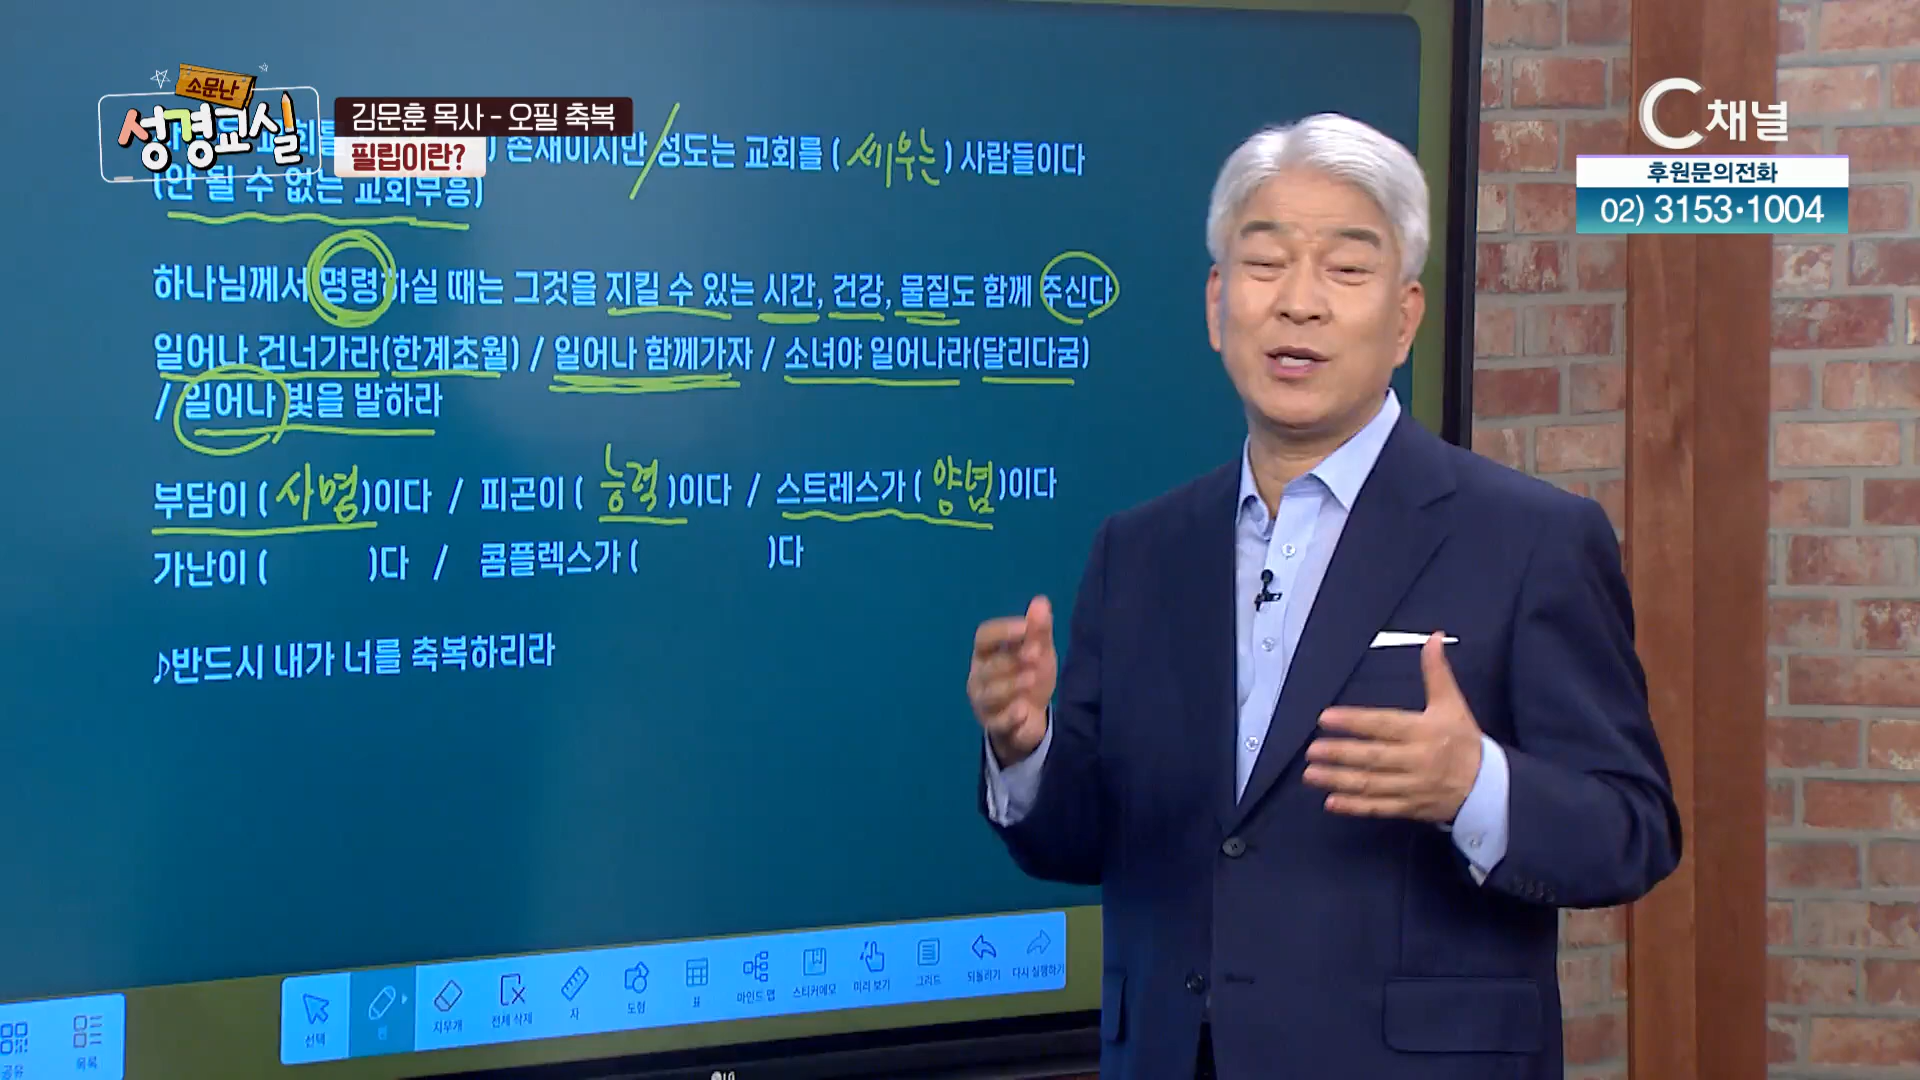 소문난
성경교실
김문훈 목사 - 오필 축복
필립이란?
C채널
후원문의전화
02) 3153·1004
교회를 ) 존재이지만 / 성도는 교회를 ( 세우는 ) 사람들이다
(안 될 수 없는 교회부흥)
하나님께서 명령하실 때는 그것을 지킬 수 있는 시간, 건강, 물질도 함께 주신다
일어나 건너가라(한계초월) / 일어나 함께가자 / 소녀야 일어나라(달리다굼)
/ 일어나 빛을 발하라
부담이 ( 사명 )이다 / 피곤이 ( 능력 )이다 / 스트레스가 ( 양념 )이다
가난이 ( )다 / 콤플렉스가 ( )다
♪반드시 내가 너를 축복하리라
공유 목록 선택 펜 지우개 전체 삭제 자 도형 표 마인드 맵 스티커메모 미러 보기 그리드 되돌리기 다시 실행하기
LG